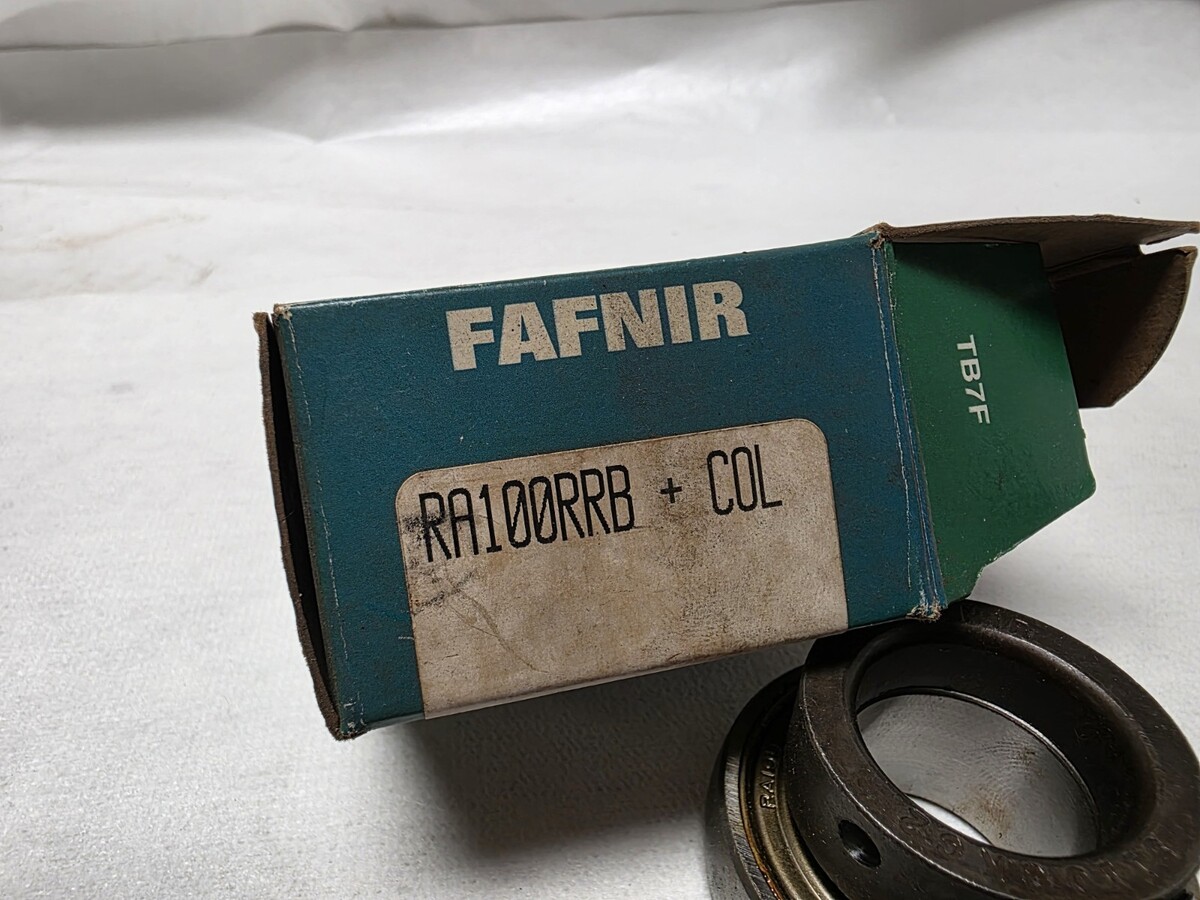 FAFNIR
RA100RRB + COL
TB7F